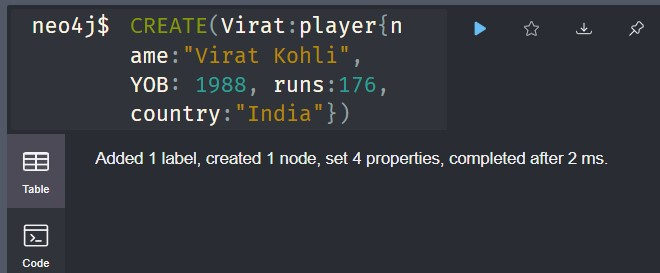 neo4j$ CREATE(Virat:player{n
ame:"Virat Kohli",
YOB: 1988, runs:176,
country:"India"})
Added 1 label, created 1 node, set 4 properties, completed after 2 ms.
Table
Code